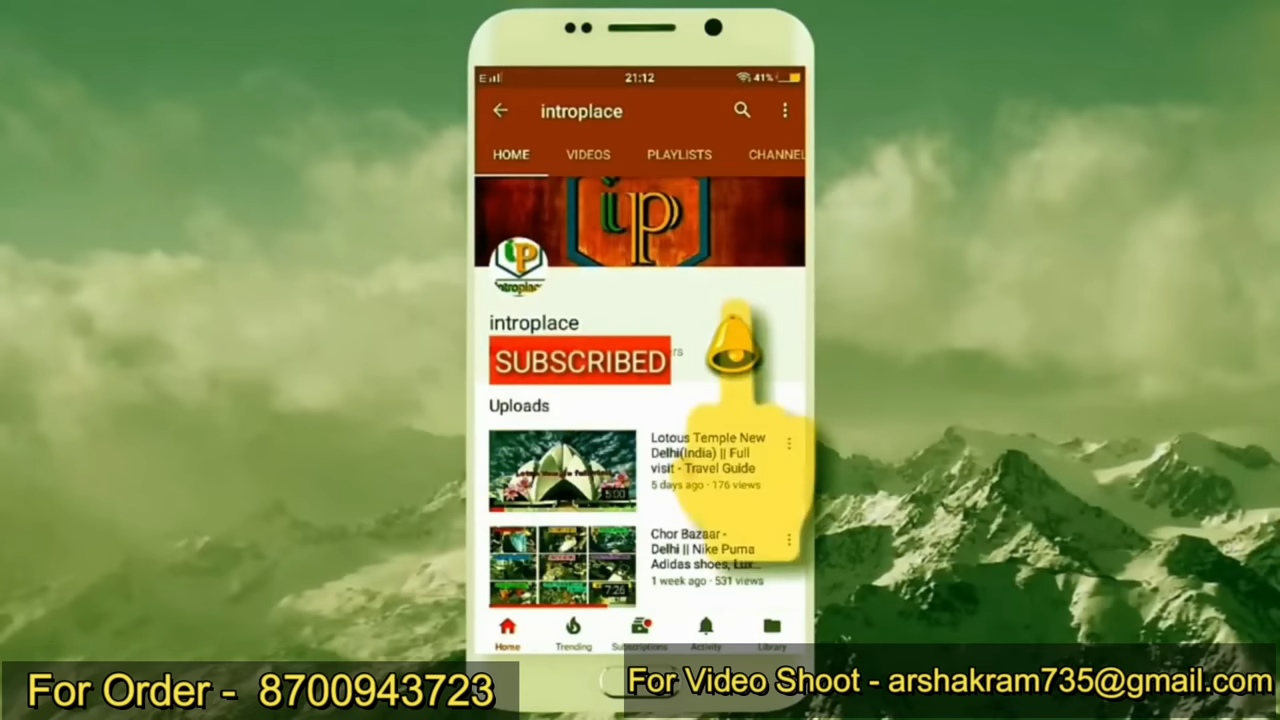 E
21:12
41%
introplace
HOME VIDEOS PLAYLISTS CHANNEL
ip
iP
introplace
introplace
SUBSCRIBED
rs
Uploads
Lotous Temple New
Delhi(India) || Full
visit - Travel Guide
5 days ago · 176 views
5:00
Chor Bazaar -
Delhi || Nike Puma
Adidas shoes, Lux...
1 week ago · 531 views
7:26
Home Trending Subscriptions Activity Library
For Order - 8700943723
For Video Shoot - arshakram735@gmail.com